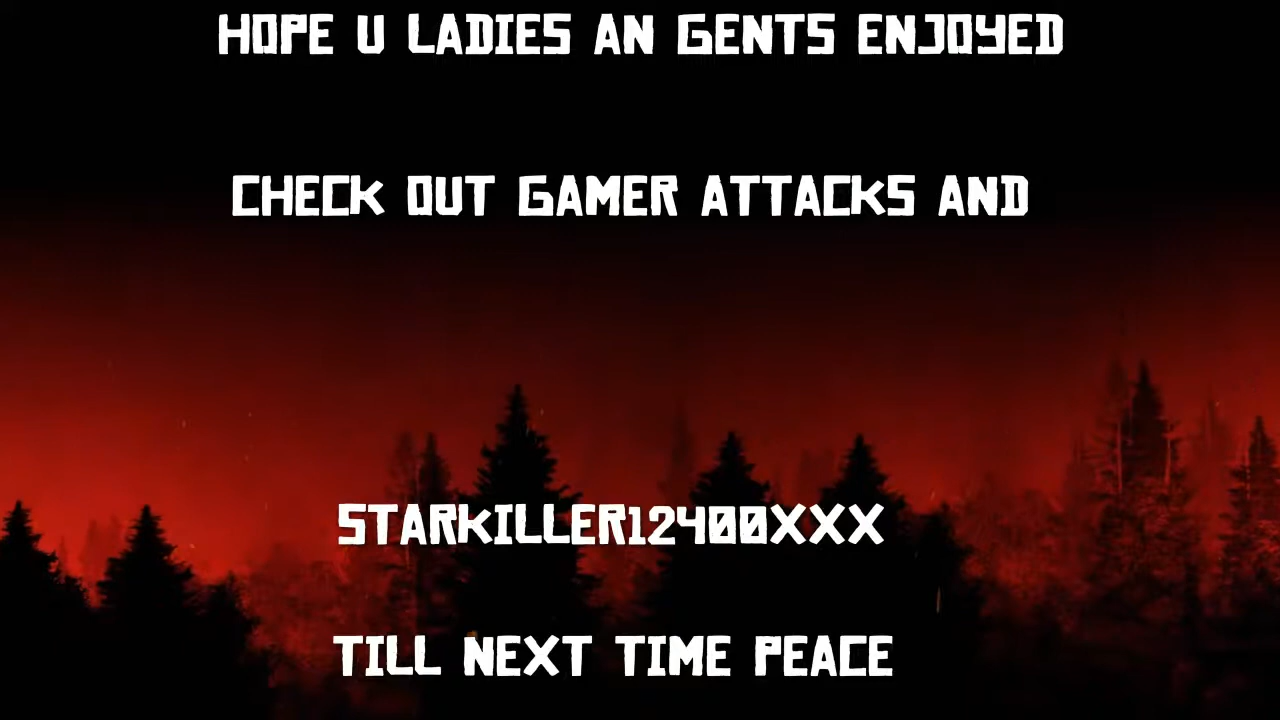 HOPE U LADIES AN GENTS ENJOYED
CHECK OUT GAMER ATTACKS AND
STARKILLER12400XXX
TILL NEXT TIME PEACE